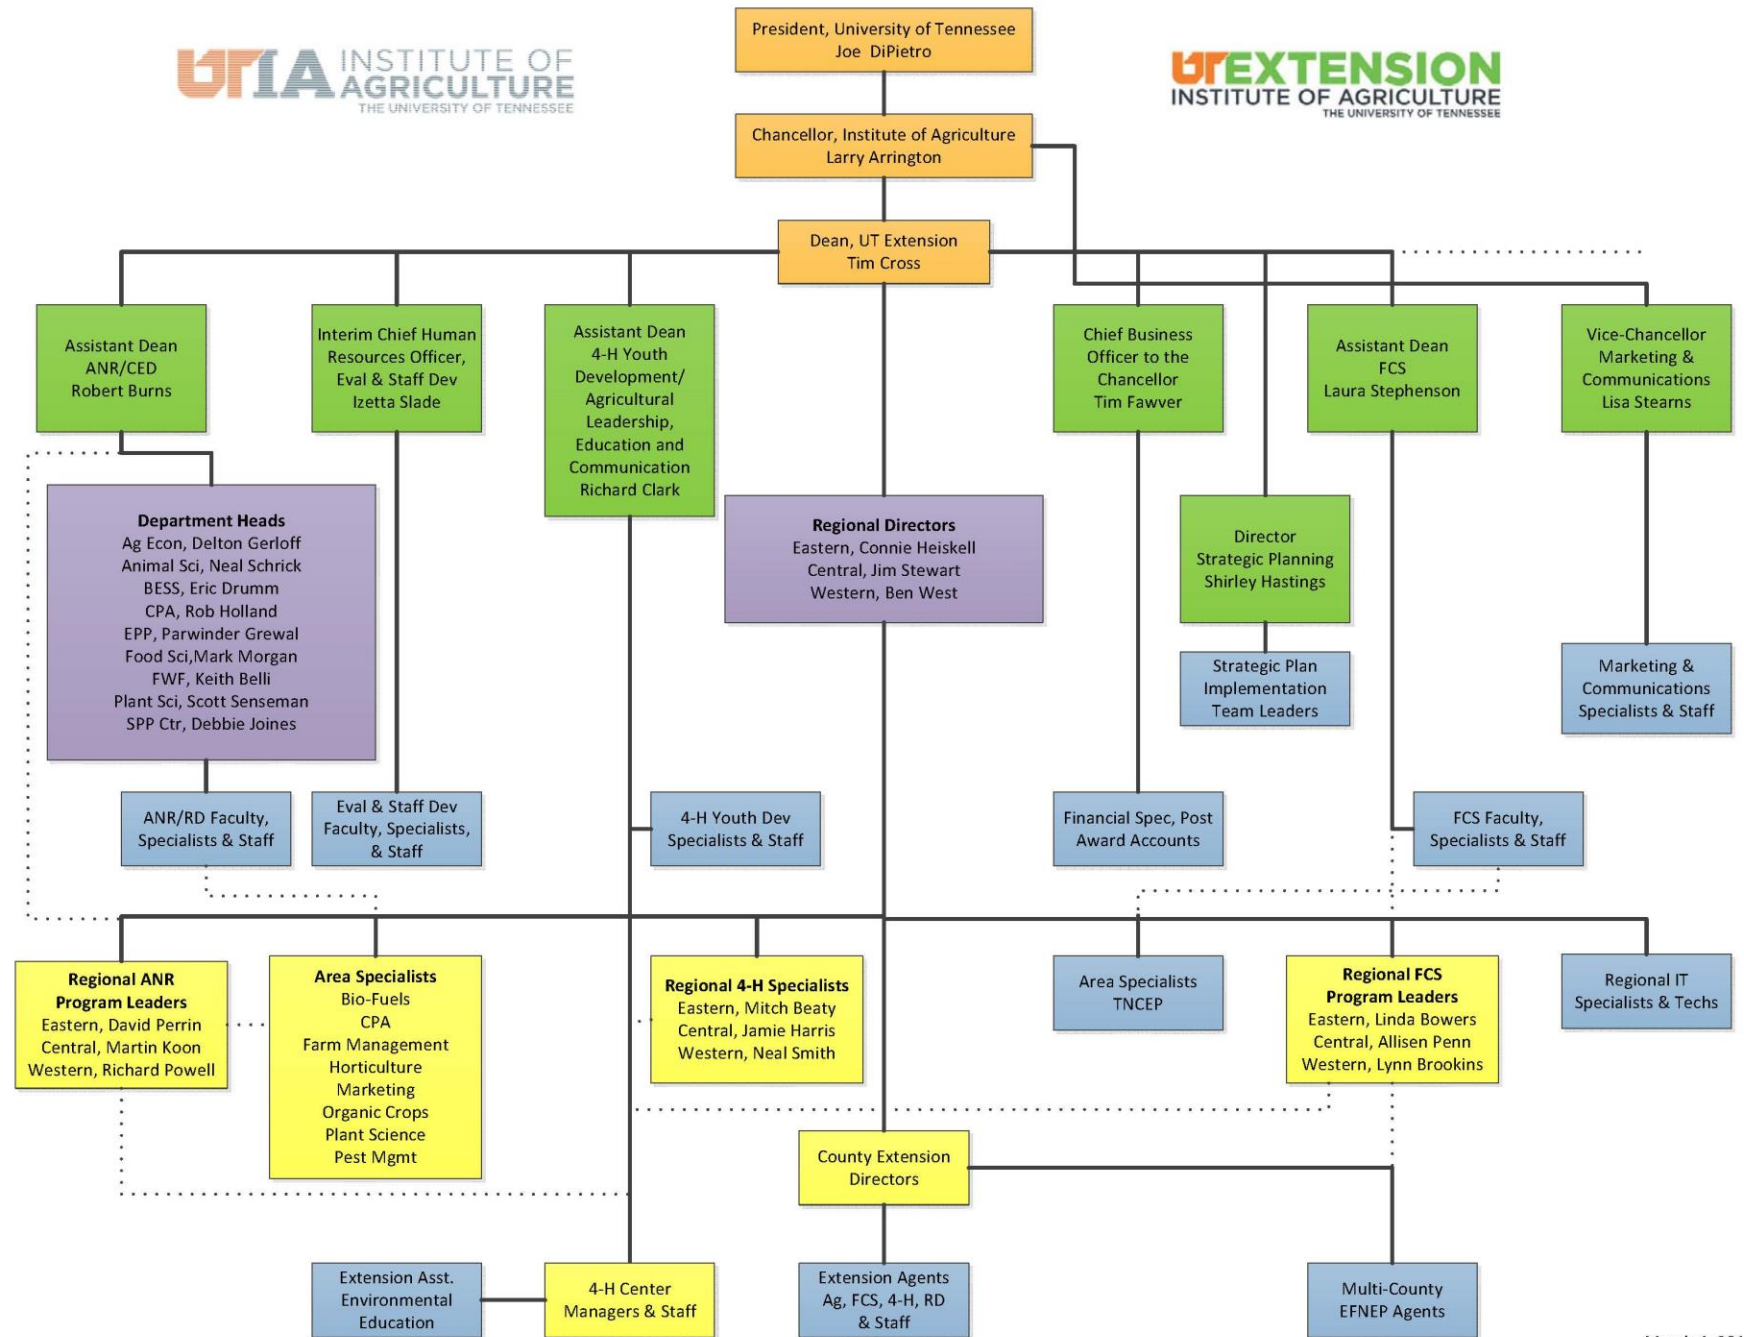 President, University of Tennessee
Joe DiPietro
UTIA INSTITUTE OF
AGRICULTURE
THE UNIVERSITY OF TENNESSEE
UT EXTENSION
INSTITUTE OF AGRICULTURE
THE UNIVERSITY OF TENNESSEE
Chancellor, Institute of Agriculture
Larry Arrington
Dean, UT Extension
Tim Cross
Assistant Dean
ANR/CED
Robert Burns
Interim Chief Human
Resources Officer,
Eval & Staff Dev
Izetta Slade
Assistant Dean
4-H Youth
Development/
Agricultural
Leadership,
Education and
Communication
Richard Clark
Chief Business
Officer to the
Chancellor
Tim Fawver
Assistant Dean
FCS
Laura Stephenson
Vice-Chancellor
Marketing &
Communications
Lisa Stearns
Department Heads
Ag Econ, Delton Gerloff
Animal Sci, Neal Schrick
BESS, Eric Drumm
CPA, Rob Holland
EPP, Parwinder Grewal
Food Sci,Mark Morgan
FWF, Keith Belli
Plant Sci, Scott Senseman
SPP Ctr, Debbie Joines
Regional Directors
Eastern, Connie Heiskell
Central, Jim Stewart
Western, Ben West
Director
Strategic Planning
Shirley Hastings
Strategic Plan
Implementation
Team Leaders
Marketing &
Communications
Specialists & Staff
ANR/RD Faculty,
Specialists & Staff
Eval & Staff Dev
Faculty, Specialists,
& Staff
4-H Youth Dev
Specialists & Staff
Financial Spec, Post
Award Accounts
FCS Faculty,
Specialists & Staff
Regional ANR
Program Leaders
Eastern, David Perrin
Central, Martin Koon
Western, Richard Powell
Area Specialists
Bio-Fuels
CPA
Farm Management
Horticulture
Marketing
Organic Crops
Plant Science
Pest Mgmt
Regional 4-H Specialists
Eastern, Mitch Beaty
Central, Jamie Harris
Western, Neal Smith
Area Specialists
TNCEP
Regional FCS
Program Leaders
Eastern, Linda Bowers
Central, Allisen Penn
Western, Lynn Brookins
Regional IT
Specialists & Techs
County Extension
Directors
Extension Asst.
Environmental
Education
4-H Center
Managers & Staff
Extension Agents
Ag, FCS, 4-H, RD
& Staff
Multi-County
EFNEP Agents